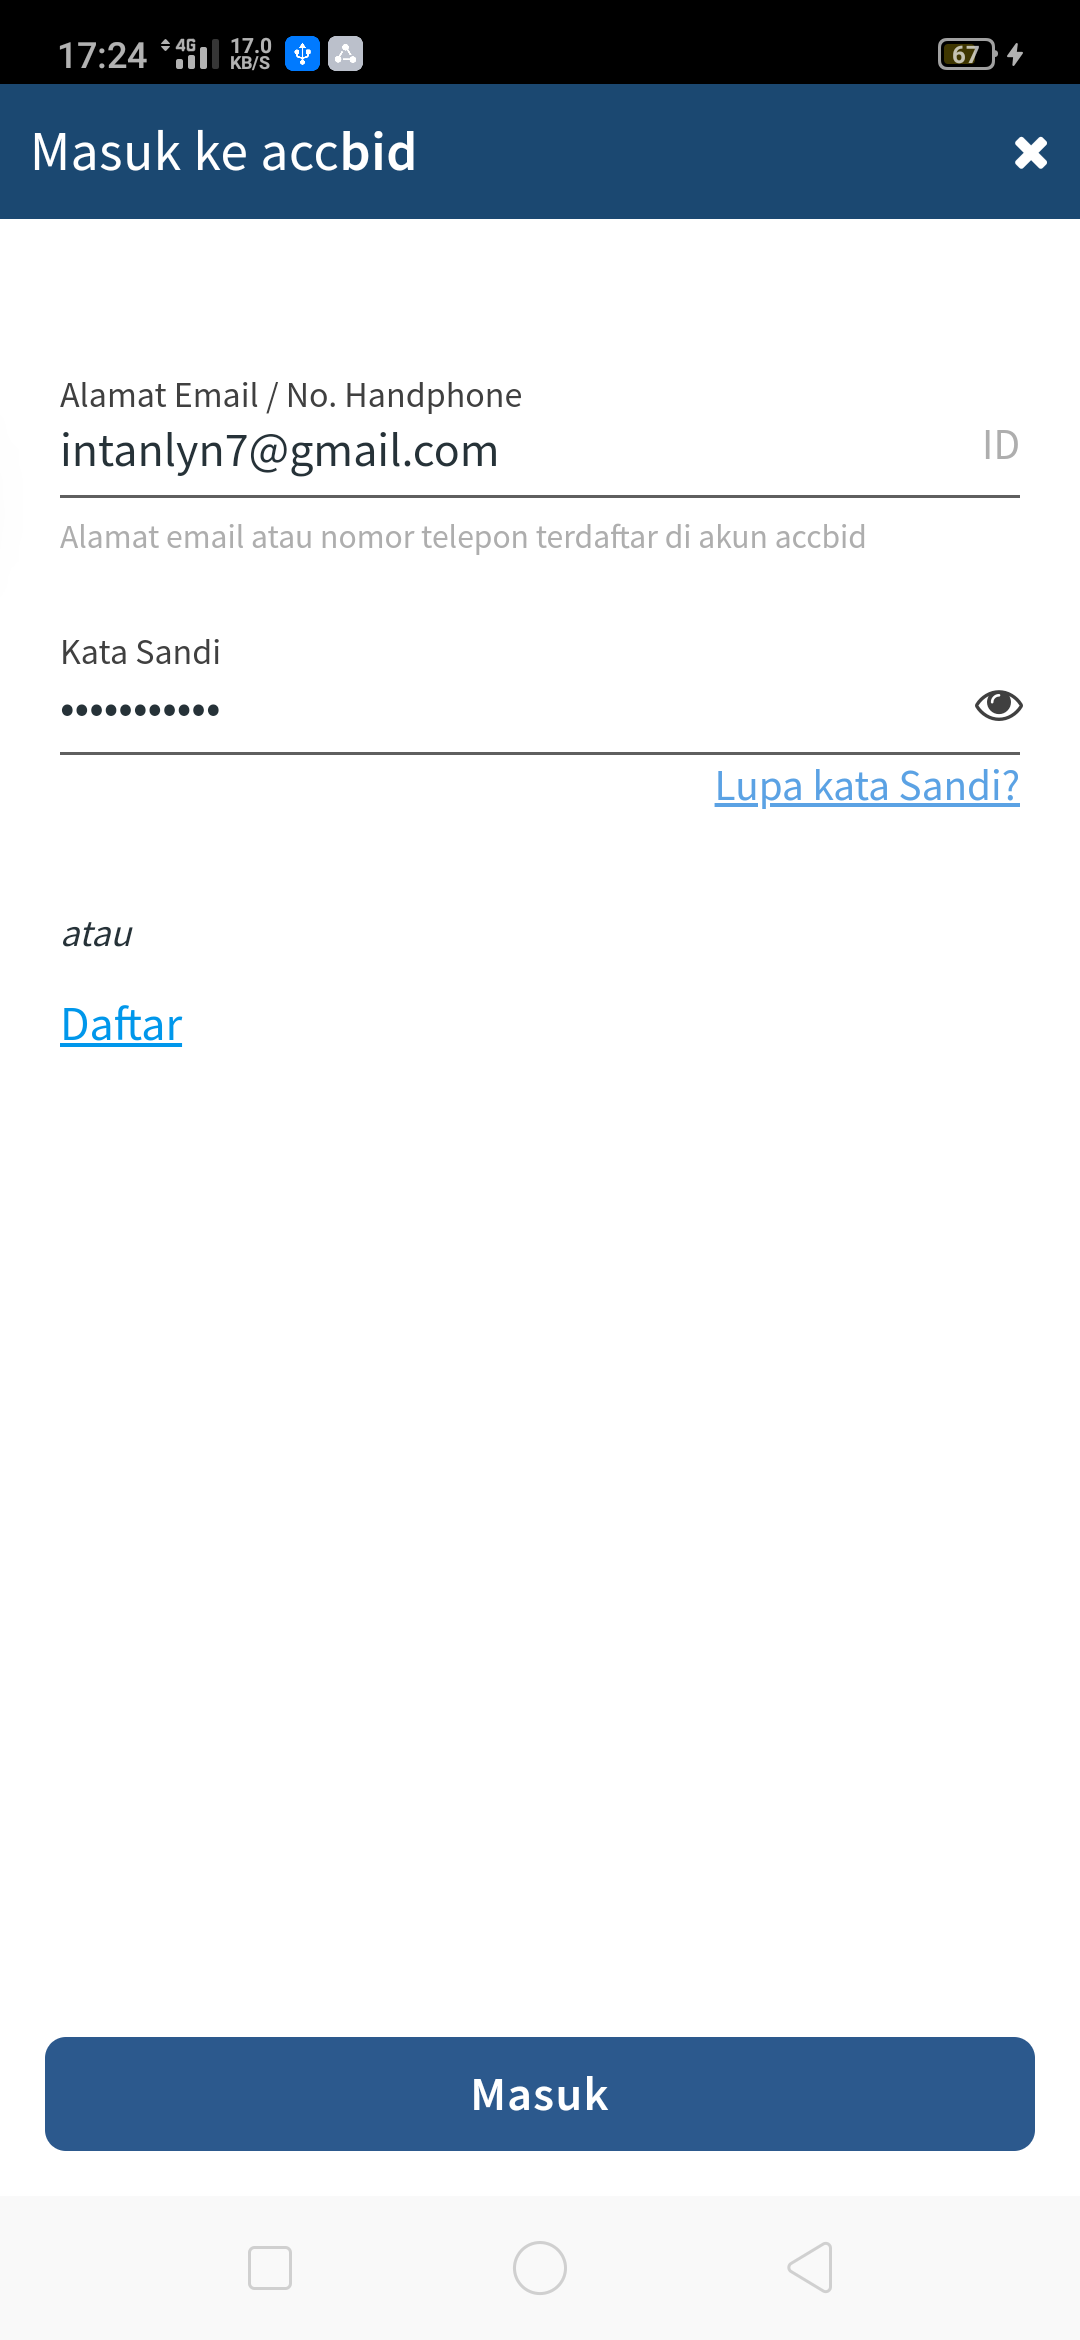 17:24 4G 17.0 KB/S 67
Masuk ke accbid
Alamat Email / No. Handphone
intanlyn7@gmail.com ID
Alamat email atau nomor telepon terdaftar di akun accbid
Kata Sandi
•••••••••••
Lupa kata Sandi?
atau
Daftar
Masuk